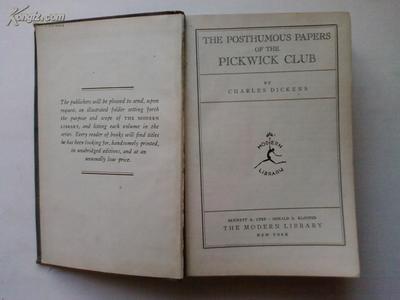 Kongfz.com
The publishers will be pleased to send, upon
request, an illustrated folder setting forth
the purpose and scope of THE MODERN
LIBRARY, and listing each volume in the
series. Every reader of books will find titles
he has been looking for, handsomely printed,
in unabridged editions, and at an
unusually low price.
THE POSTHUMOUS PAPERS
OF THE
PICKWICK CLUB
BY
CHARLES DICKENS
MODERN
LIBRARY
BENNETT A. CERF · DONALD S. KLOPFER
THE MODERN LIBRARY
NEW YORK